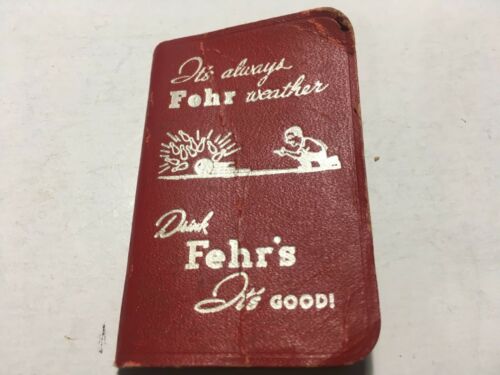 It's always
Fehr weather
Drink
Fehr's
It's GOOD!